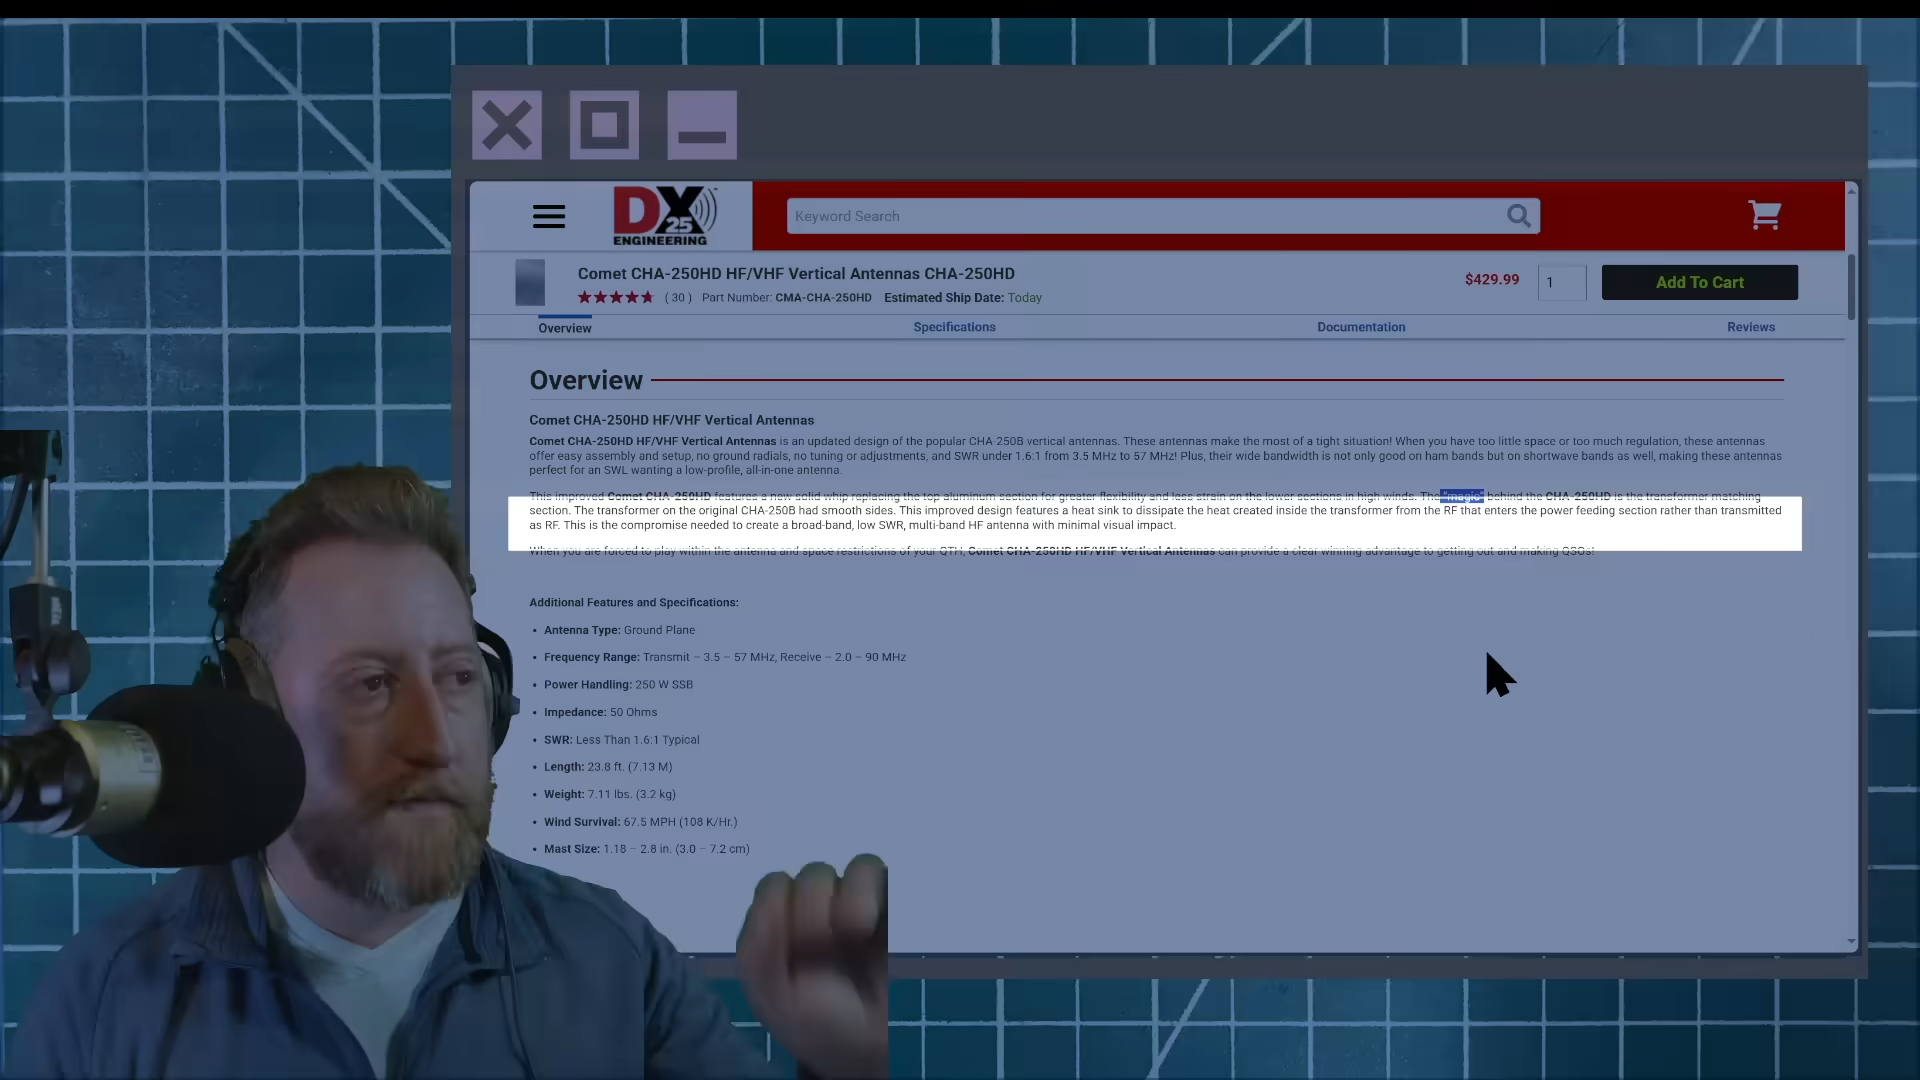 DX
25
ENGINEERING
Keyword Search
Comet CHA-250HD HF/VHF Vertical Antennas CHA-250HD
( 30 ) Part Number: CMA-CHA-250HD Estimated Ship Date: Today
$429.99
1
Add To Cart
Overview
Specifications
Documentation
Reviews
Overview
Comet CHA-250HD HF/VHF Vertical Antennas
Comet CHA-250HD HF/VHF Vertical Antennas is an updated design of the popular CHA-250B vertical antennas. These antennas make the most of a tight situation! When you have too little space or too much regulation, these antennas
offer easy assembly and setup, no ground radials, no tuning or adjustments, and SWR under 1.6:1 from 3.5 MHz to 57 MHz! Plus, their wide bandwidth is not only good on ham bands but on shortwave bands as well, making these antennas
perfect for an SWL wanting a low-profile, all-in-one antenna.
This improved Comet CHA-250HD features a new solid whip replacing the top aluminum section for greater flexibility and less strain on the lower sections in high winds. The "magic" behind the CHA-250HD is the transformer matching
section. The transformer on the original CHA-250B had smooth sides. This improved design features a heat sink to dissipate the heat created inside the transformer from the RF that enters the power feeding section rather than transmitted
as RF. This is the compromise needed to create a broad-band, low SWR, multi-band HF antenna with minimal visual impact.
When you are forced to play within the antenna and space restrictions of your QTH, Comet CHA-250HD HF/VHF Vertical Antennas can provide a clear winning advantage to getting out and making QSOs!
Additional Features and Specifications:
• Antenna Type: Ground Plane
• Frequency Range: Transmit – 3.5 – 57 MHz, Receive – 2.0 – 90 MHz
• Power Handling: 250 W SSB
• Impedance: 50 Ohms
• SWR: Less Than 1.6:1 Typical
• Length: 23.8 ft. (7.13 M)
• Weight: 7.11 lbs. (3.2 kg)
• Wind Survival: 67.5 MPH (108 K/Hr.)
• Mast Size: 1.18 – 2.8 in. (3.0 – 7.2 cm)